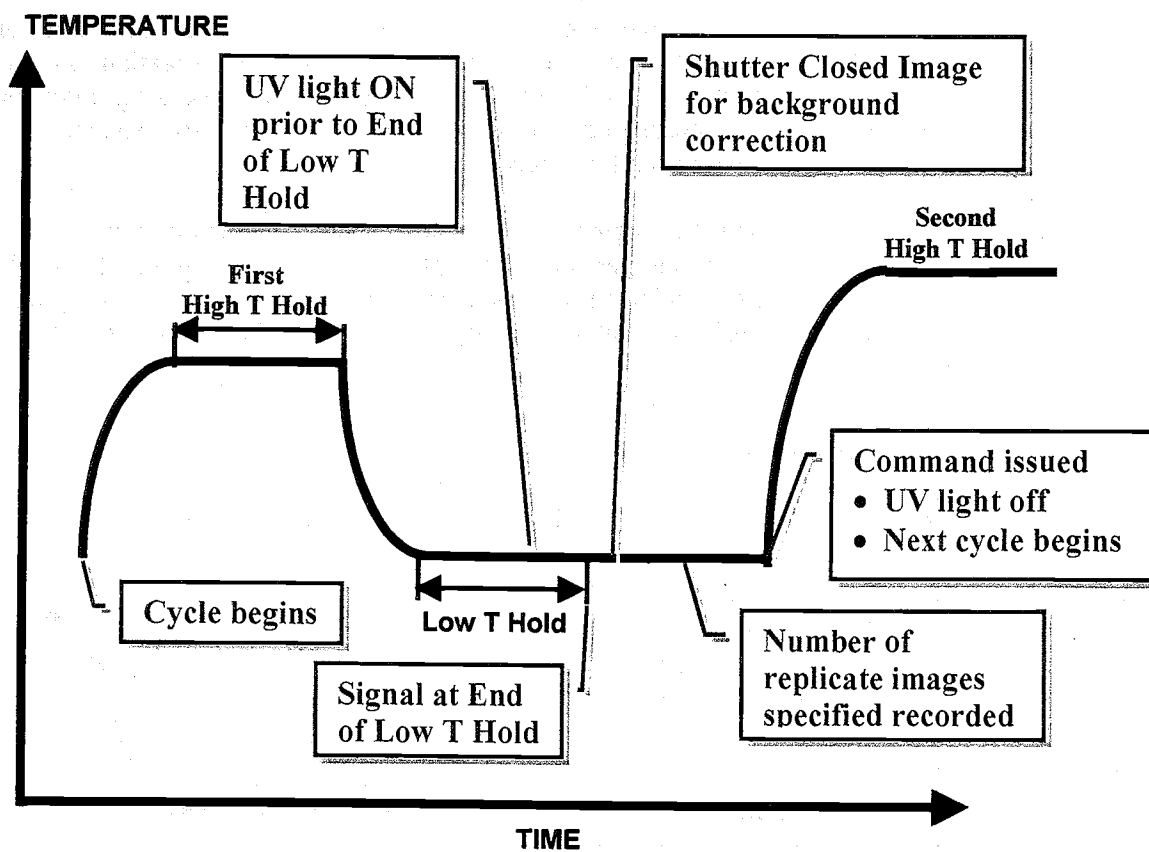 TEMPERATURE
UV light ON
prior to End
of Low T
Hold
Shutter Closed Image
for background
correction
First
High T Hold
Second
High T Hold
Command issued
• UV light off
• Next cycle begins
Cycle begins
Low T Hold
Signal at End
of Low T Hold
Number of
replicate images
specified recorded
TIME